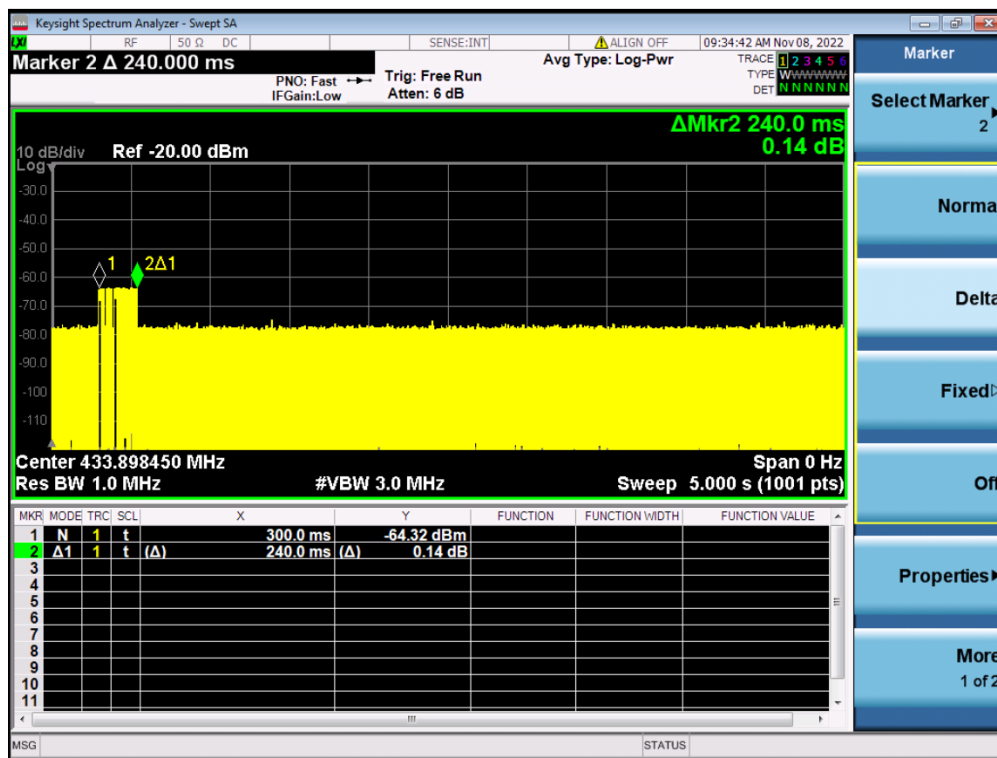 Keysight Spectrum Analyzer - Swept SA
LXI RF 50 Ω DC SENSE:INT ALIGN OFF 09:34:42 AM Nov 08, 2022
Marker 2 Δ 240.000 ms
PNO: Fast
IFGain:Low
Trig: Free Run
Atten: 6 dB
Avg Type: Log-Pwr
TRACE 1 2 3 4 5 6
TYPE WWWWWW
DET N N N N N N
ΔMkr2 240.0 ms
0.14 dB
10 dB/div Ref -20.00 dBm
Log
-30.0
-40.0
-50.0
-60.0
-70.0
-80.0
-90.0
-100
-110
1
2Δ1
Center 433.898450 MHz Span 0 Hz
Res BW 1.0 MHz #VBW 3.0 MHz Sweep 5.000 s (1001 pts)
MKR MODE TRC SCL X Y FUNCTION FUNCTION WIDTH FUNCTION VALUE
1 N 1 t 300.0 ms -64.32 dBm
2 Δ1 1 t (Δ) 240.0 ms (Δ) 0.14 dB
3
4
5
6
7
8
9
10
11
MSG STATUS
Marker
Select Marker
2
Norma
Delta
Fixed
Off
Properties
More
1 of 2